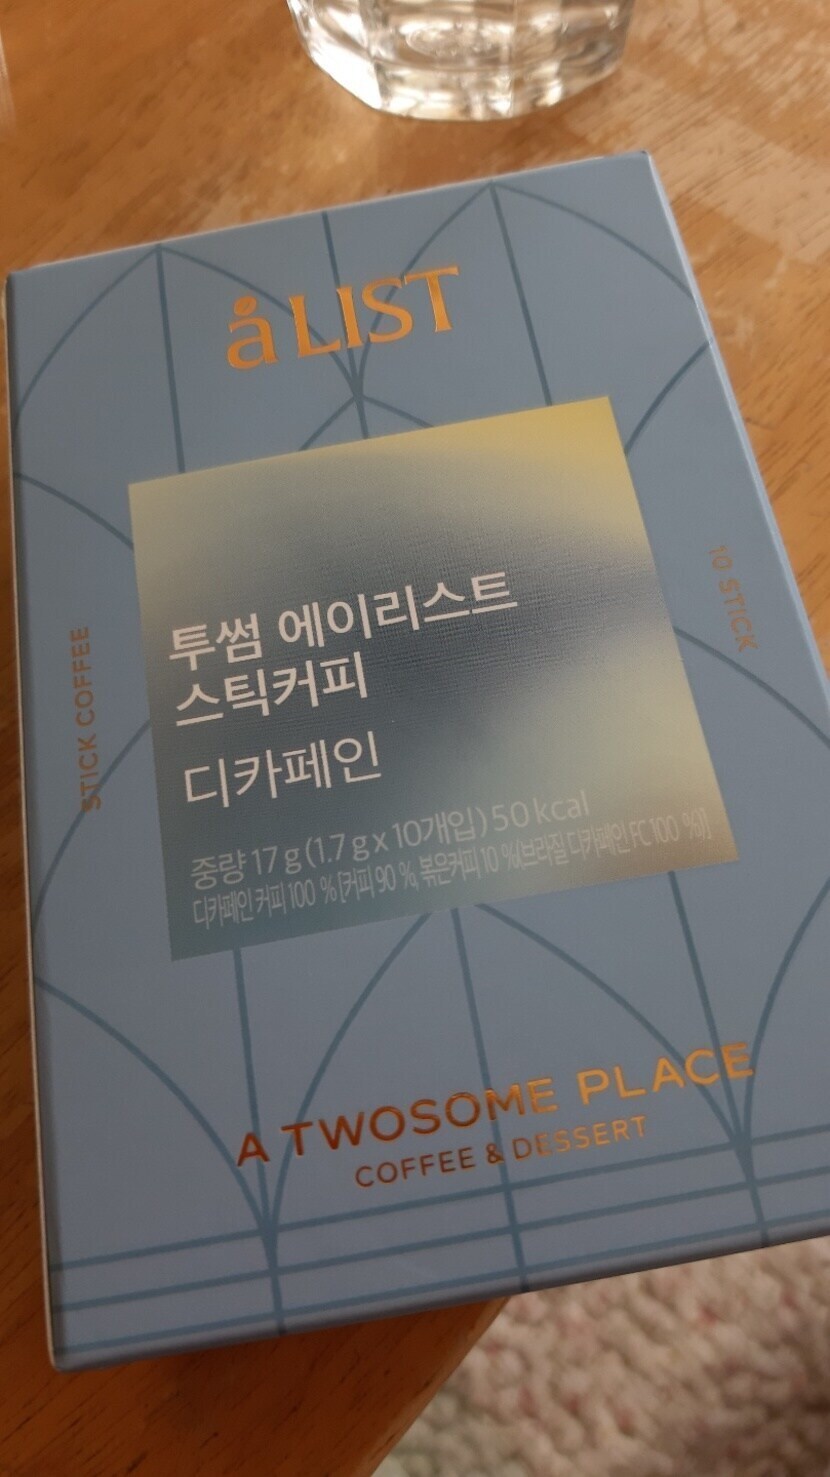 åLIST
투썸 에이리스트
스틱커피
디카페인
중량 17 g (1.7 g x 10개입) 50 kcal
디카페인 커피 100 % [커피 90 %, 볶은커피 10 %(브라질 디카페인 FC 100 %)]
STICK COFFEE
10 STICK
A TWOSOME PLACE
COFFEE & DESSERT